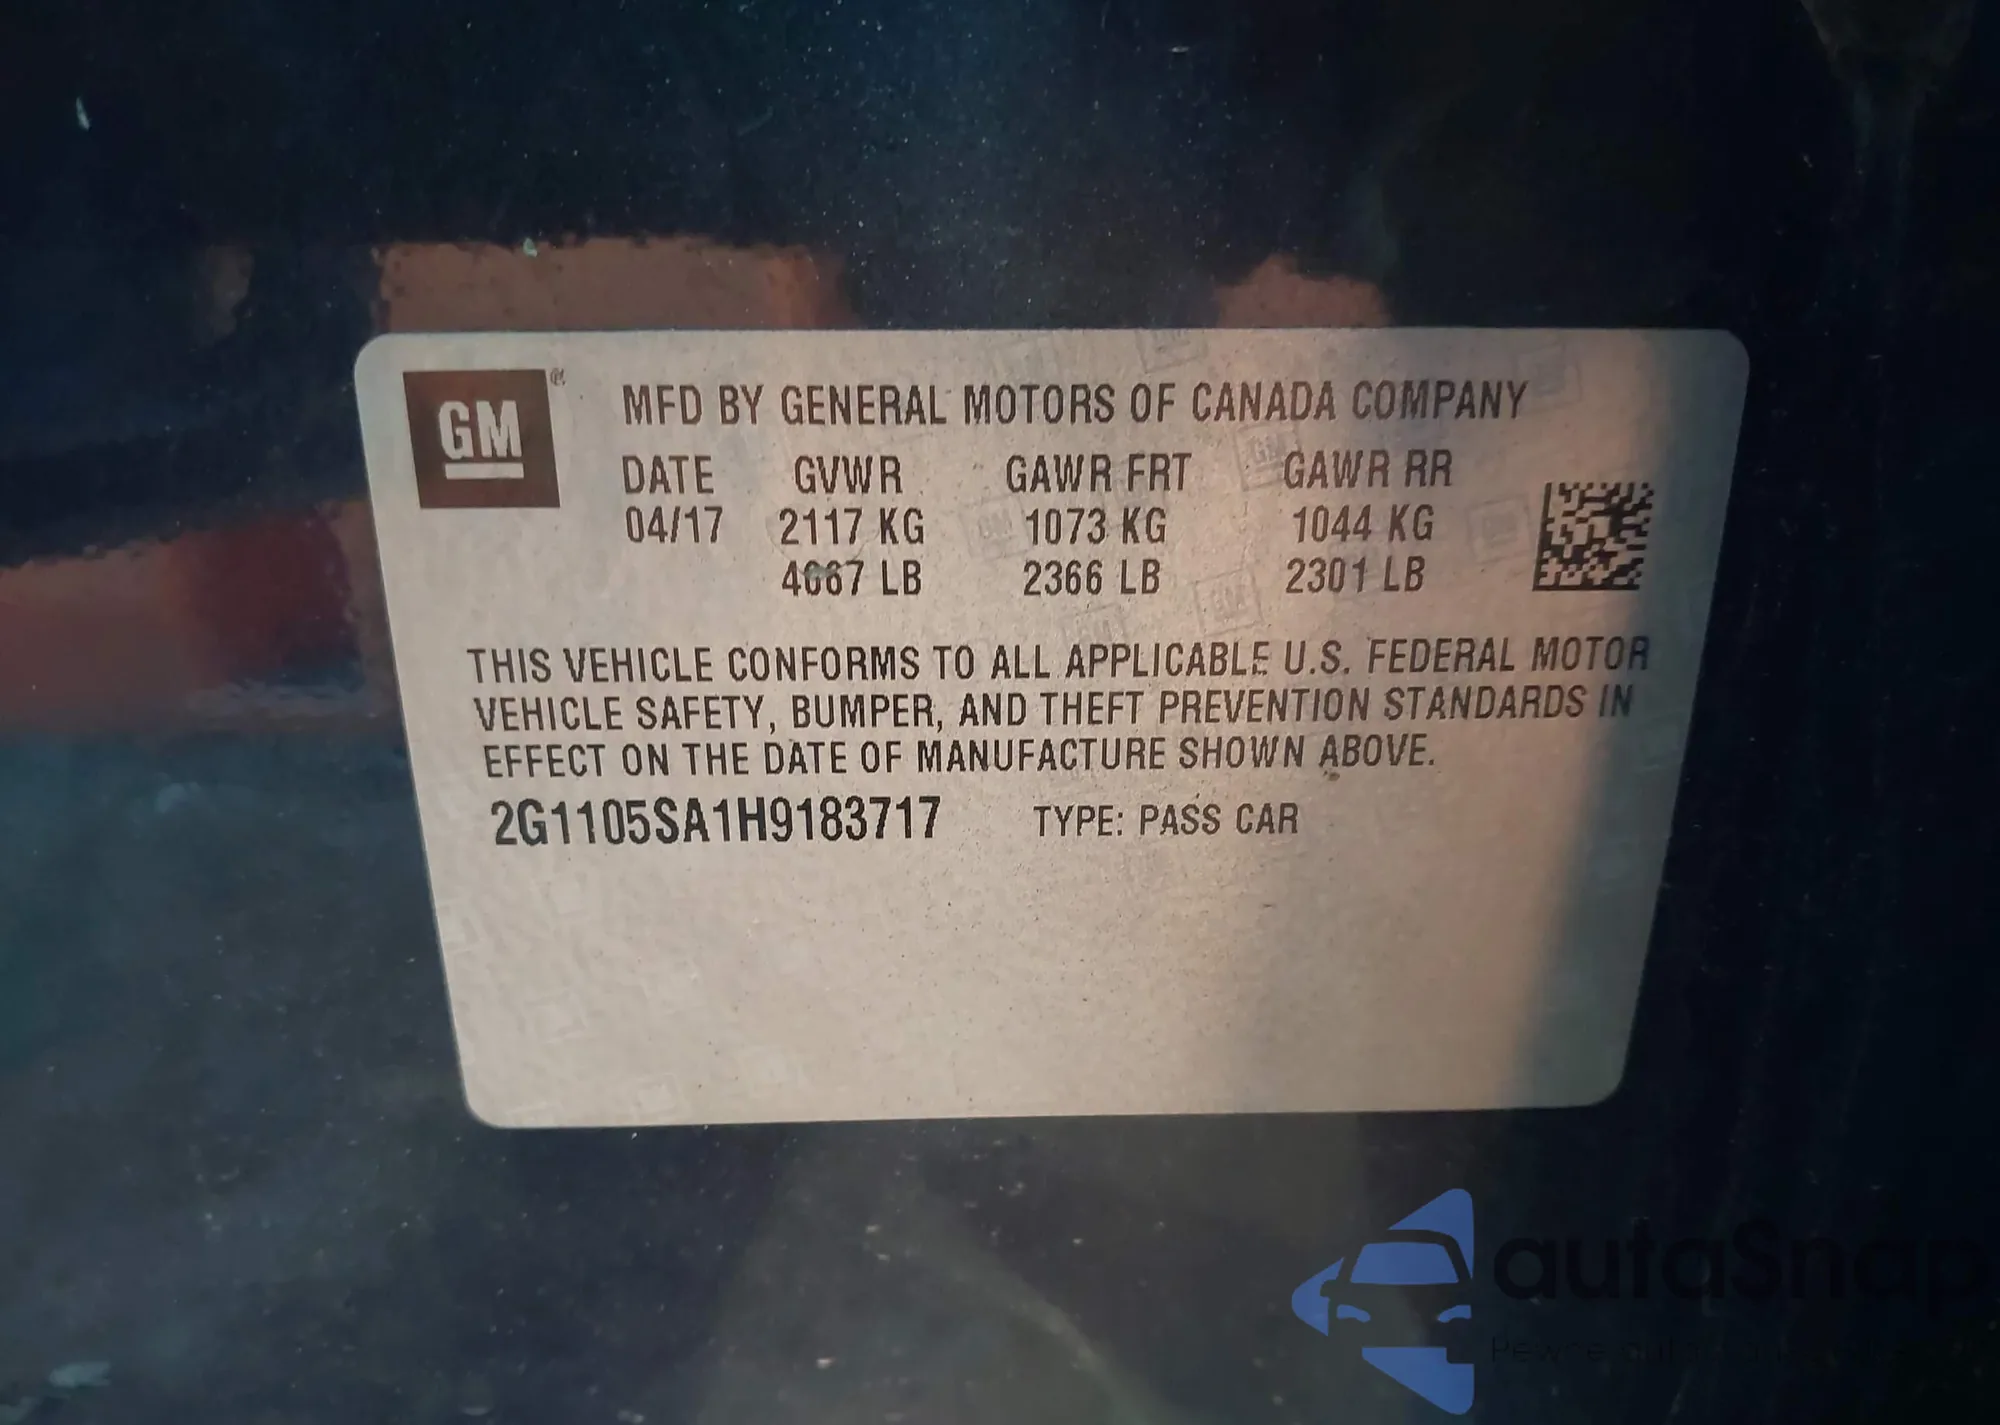 GM
MFD BY GENERAL MOTORS OF CANADA COMPANY
DATE GVWR GAWR FRT GAWR RR
04/17 2117 KG 1073 KG 1044 KG
4667 LB 2366 LB 2301 LB
THIS VEHICLE CONFORMS TO ALL APPLICABLE U.S. FEDERAL MOTOR
VEHICLE SAFETY, BUMPER, AND THEFT PREVENTION STANDARDS IN
EFFECT ON THE DATE OF MANUFACTURE SHOWN ABOVE.
2G1105SA1H9183717 TYPE: PASS CAR
autaSnap